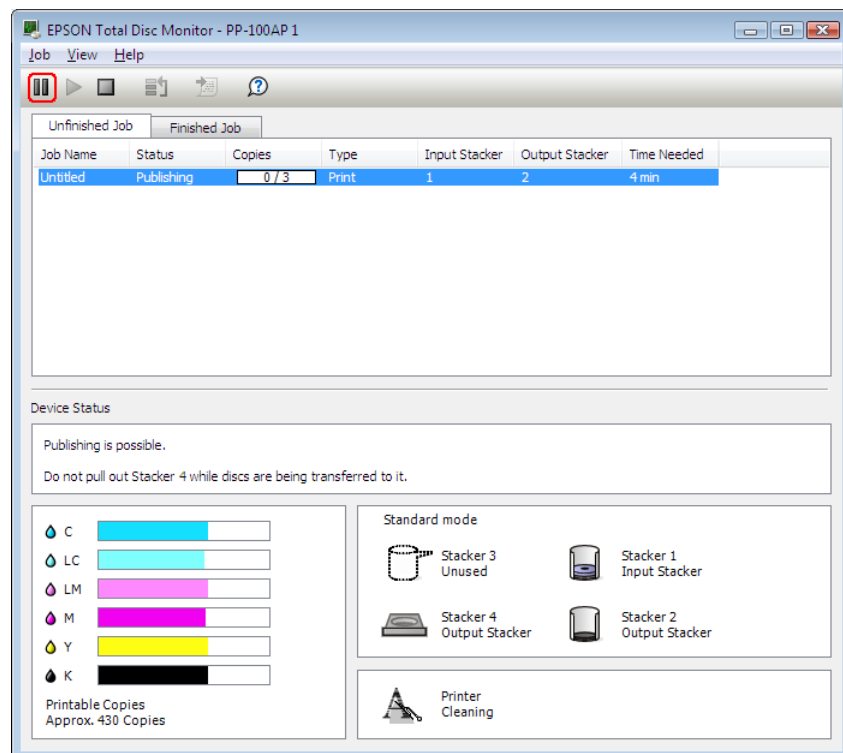 EPSON Total Disc Monitor - PP-100AP 1
Job View Help
Unfinished Job Finished Job
Job Name Status Copies Type Input Stacker Output Stacker Time Needed
Untitled Publishing 0 / 3 Print 1 2 4 min
Device Status
Publishing is possible.
Do not pull out Stacker 4 while discs are being transferred to it.
C
LC
LM
M
Y
K
Printable Copies
Approx. 430 Copies
Standard mode
Stacker 3
Unused
Stacker 1
Input Stacker
Stacker 4
Output Stacker
Stacker 2
Output Stacker
Printer
Cleaning